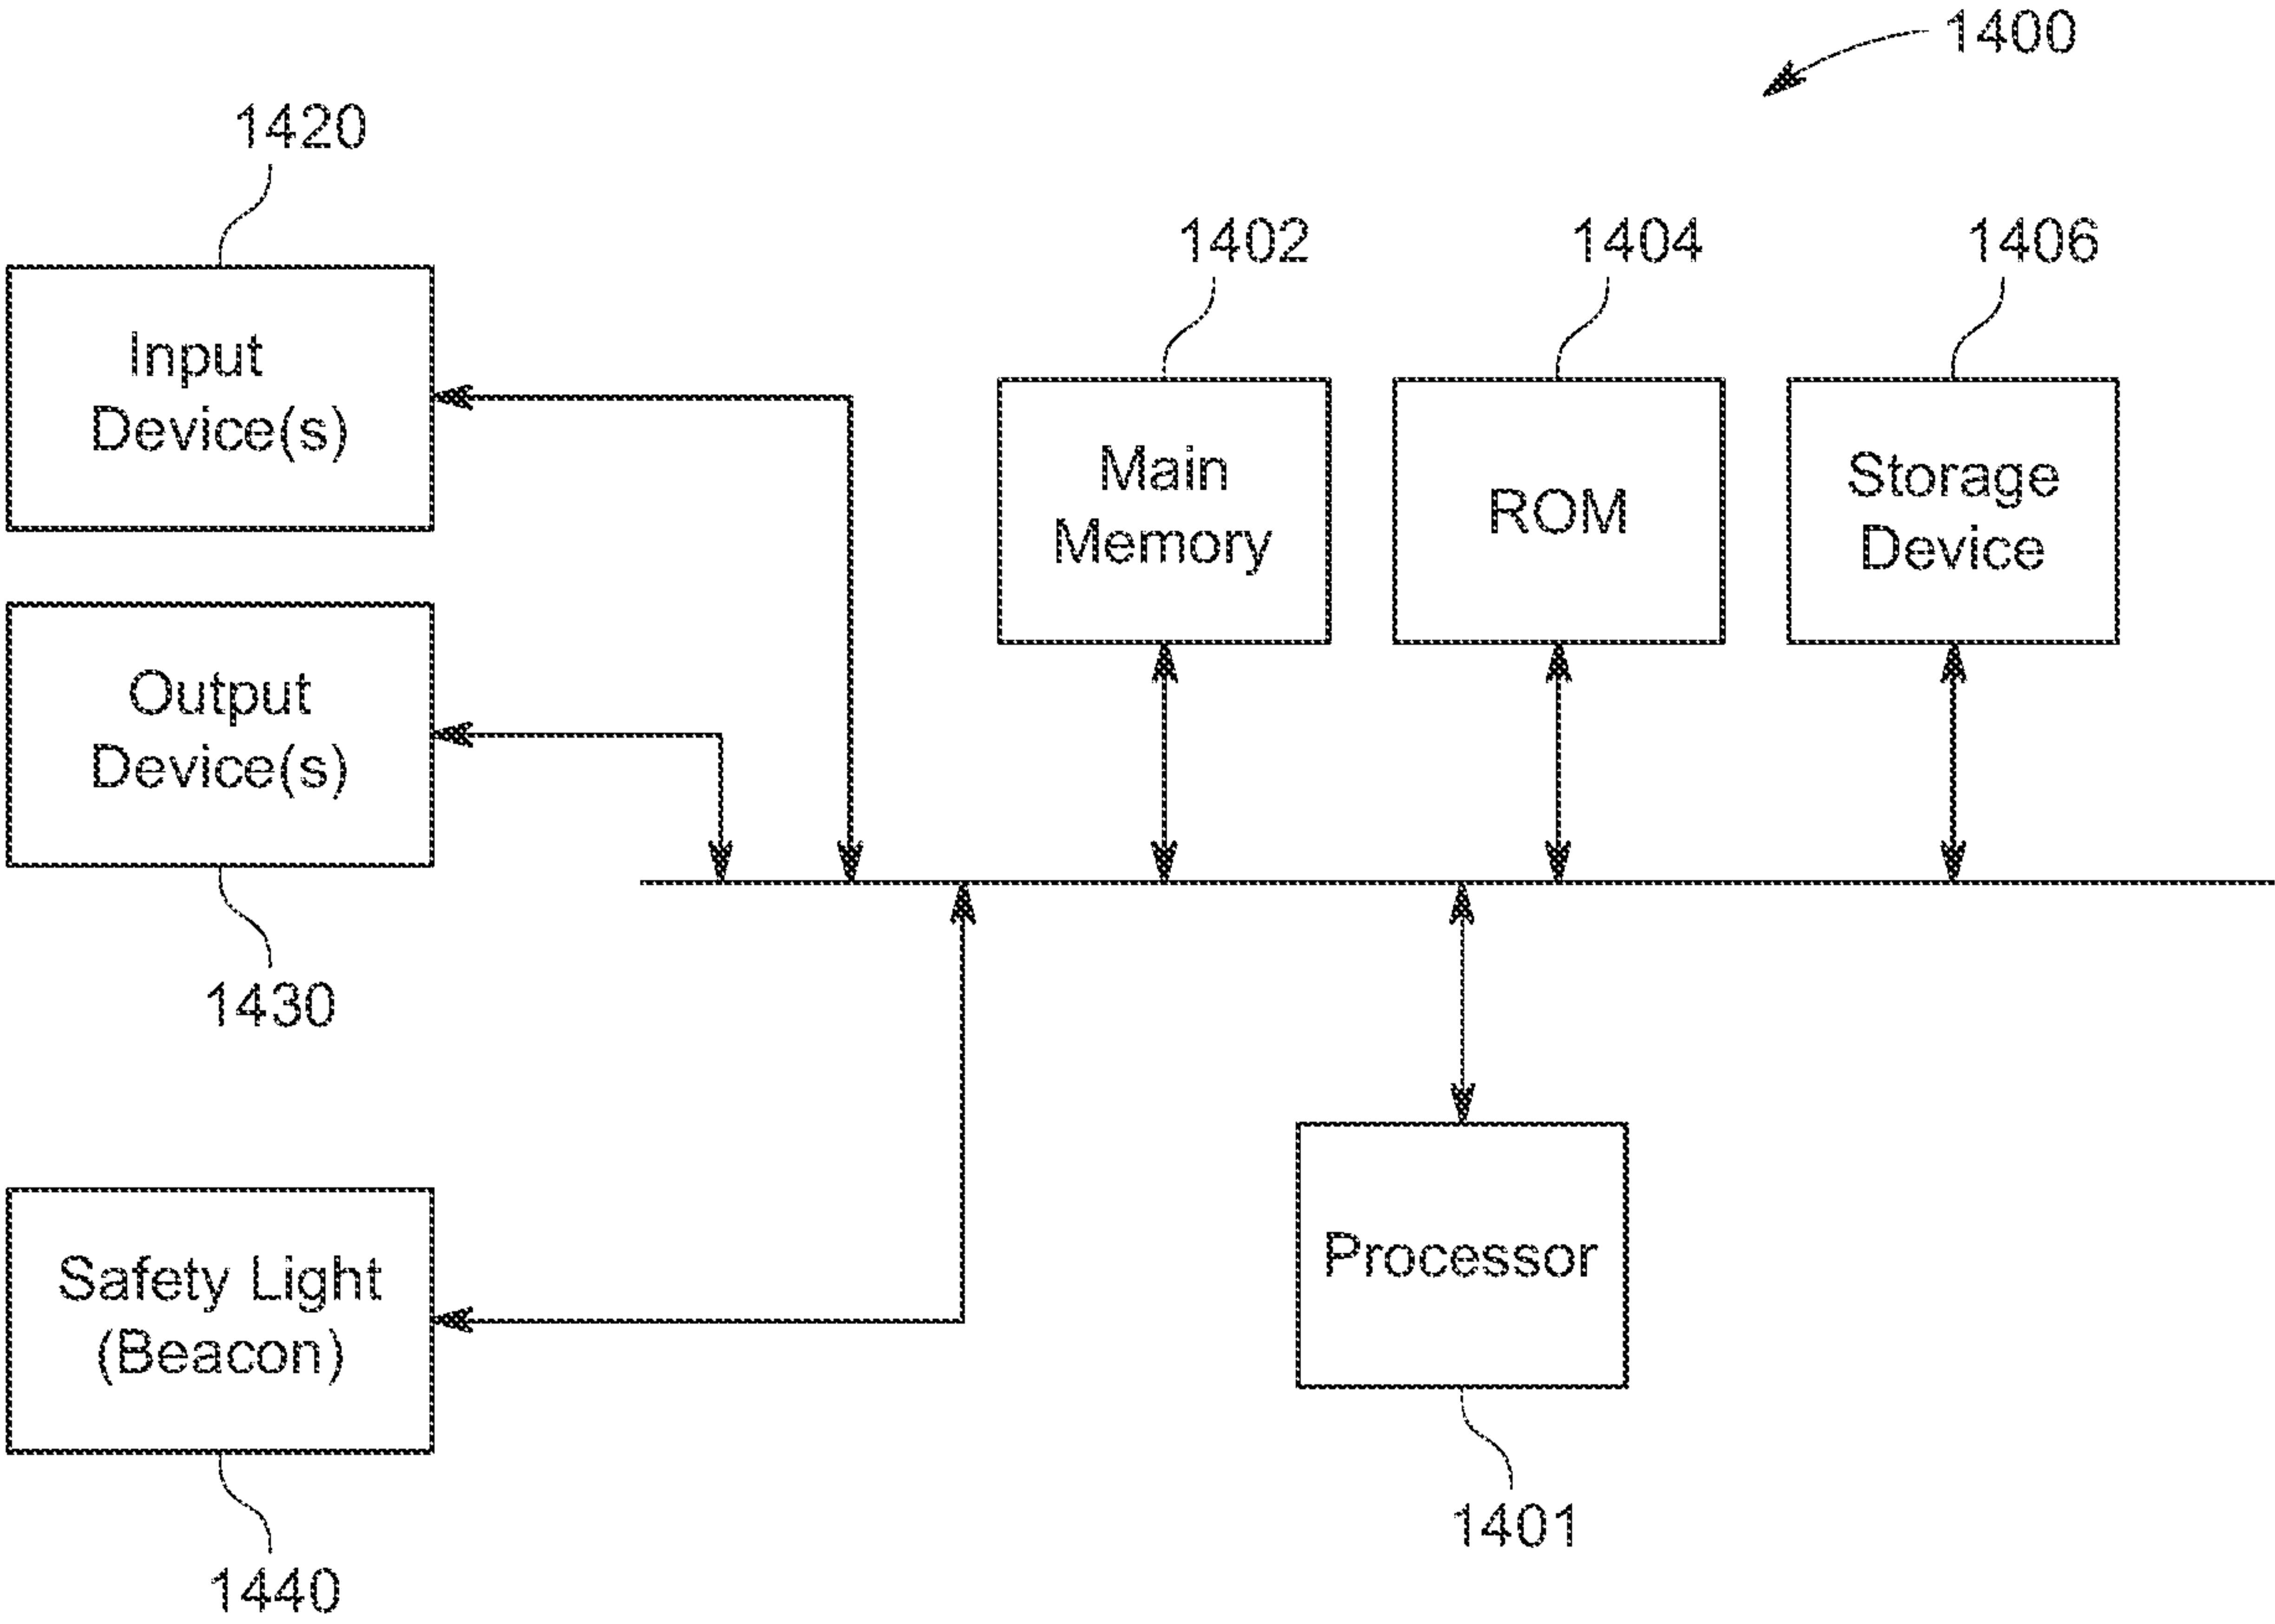 1400
1420
Input
Device(s)
1402
Main
Memory
1404
ROM
1406
Storage
Device
Output
Device(s)
1430
Safety Light
(Beacon)
1440
Processor
1401